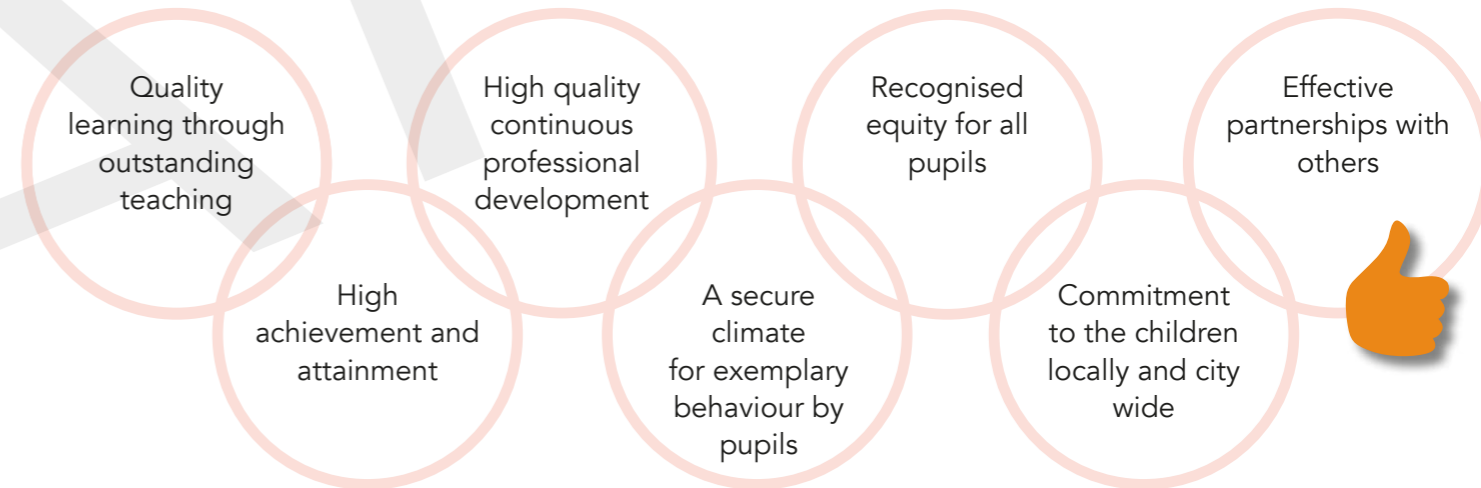 Quality
learning through
outstanding
teaching
High
achievement and
attainment
High quality
continuous
professional
development
A secure
climate
for exemplary
behaviour by
pupils
Recognised
equity for all
pupils
Commitment
to the children
locally and city
wide
Effective
partnerships with
others